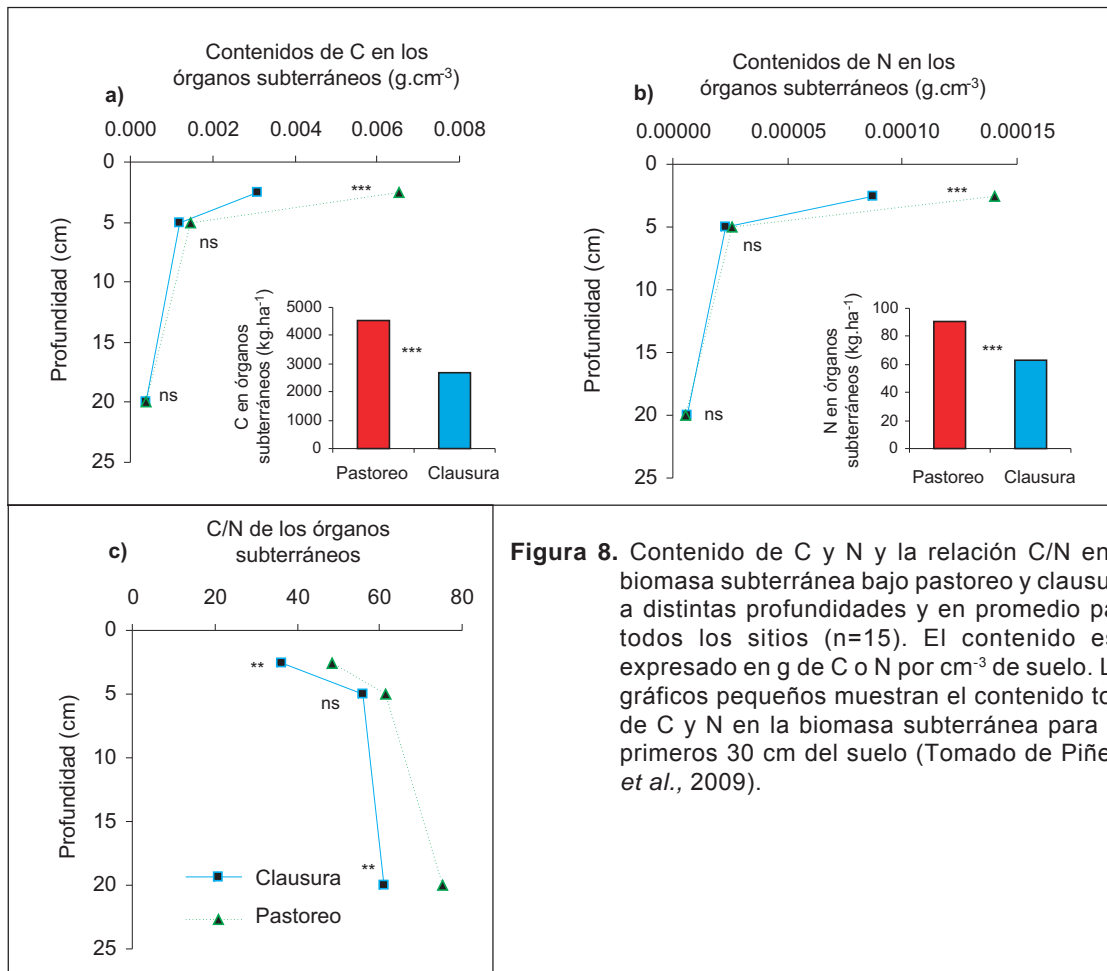 Contenidos de C en los
órganos subterráneos (g.cm-3)
a)
0.000 0.002 0.004 0.006 0.008
0
5
10
15
20
25
Profundidad (cm)
***
ns
ns
C en órganos
subterráneos (kg.ha-1)
5000
4000
3000
2000
1000
0
***
Pastoreo Clausura
Contenidos de N en los
órganos subterráneos (g.cm-3)
b)
0.00000 0.00005 0.00010 0.00015
0
5
10
15
20
25
Profundidad (cm)
***
ns
ns
N en órganos
subterráneos (kg.ha-1)
100
80
60
40
20
0
***
Pastoreo Clausura
C/N de los órganos
subterráneos
c)
0 20 40 60 80
0
5
10
15
20
25
Profundidad (cm)
**
ns
**
Clausura
Pastoreo
Figura 8. Contenido de C y N y la relación C/N en
biomasa subterránea bajo pastoreo y clausu
a distintas profundidades y en promedio pa
todos los sitios (n=15). El contenido es
expresado en g de C o N por cm-3 de suelo. L
gráficos pequeños muestran el contenido to
de C y N en la biomasa subterránea para
primeros 30 cm del suelo (Tomado de Piñe
et al., 2009).